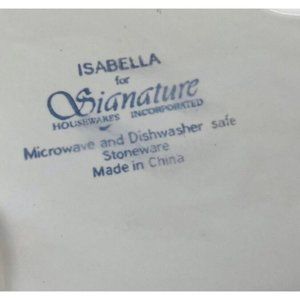 ISABELLA
for
Signature
HOUSEWARES INCORPORATED
Microwave and Dishwasher safe
Stoneware
Made in China